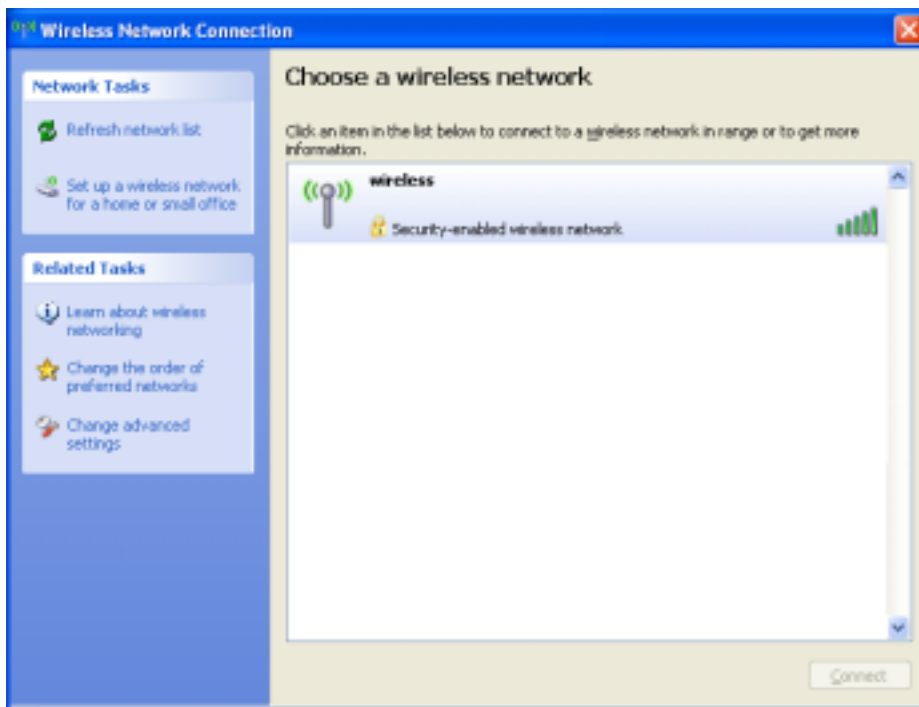 Wireless Network Connection
Network Tasks
Refresh network list
Set up a wireless network
for a home or small office
Related Tasks
Learn about wireless
networking
Change the order of
preferred networks
Change advanced
settings
Choose a wireless network
Click an item in the list below to connect to a wireless network in range or to get more
information.
wireless
Security-enabled wireless network
Connect